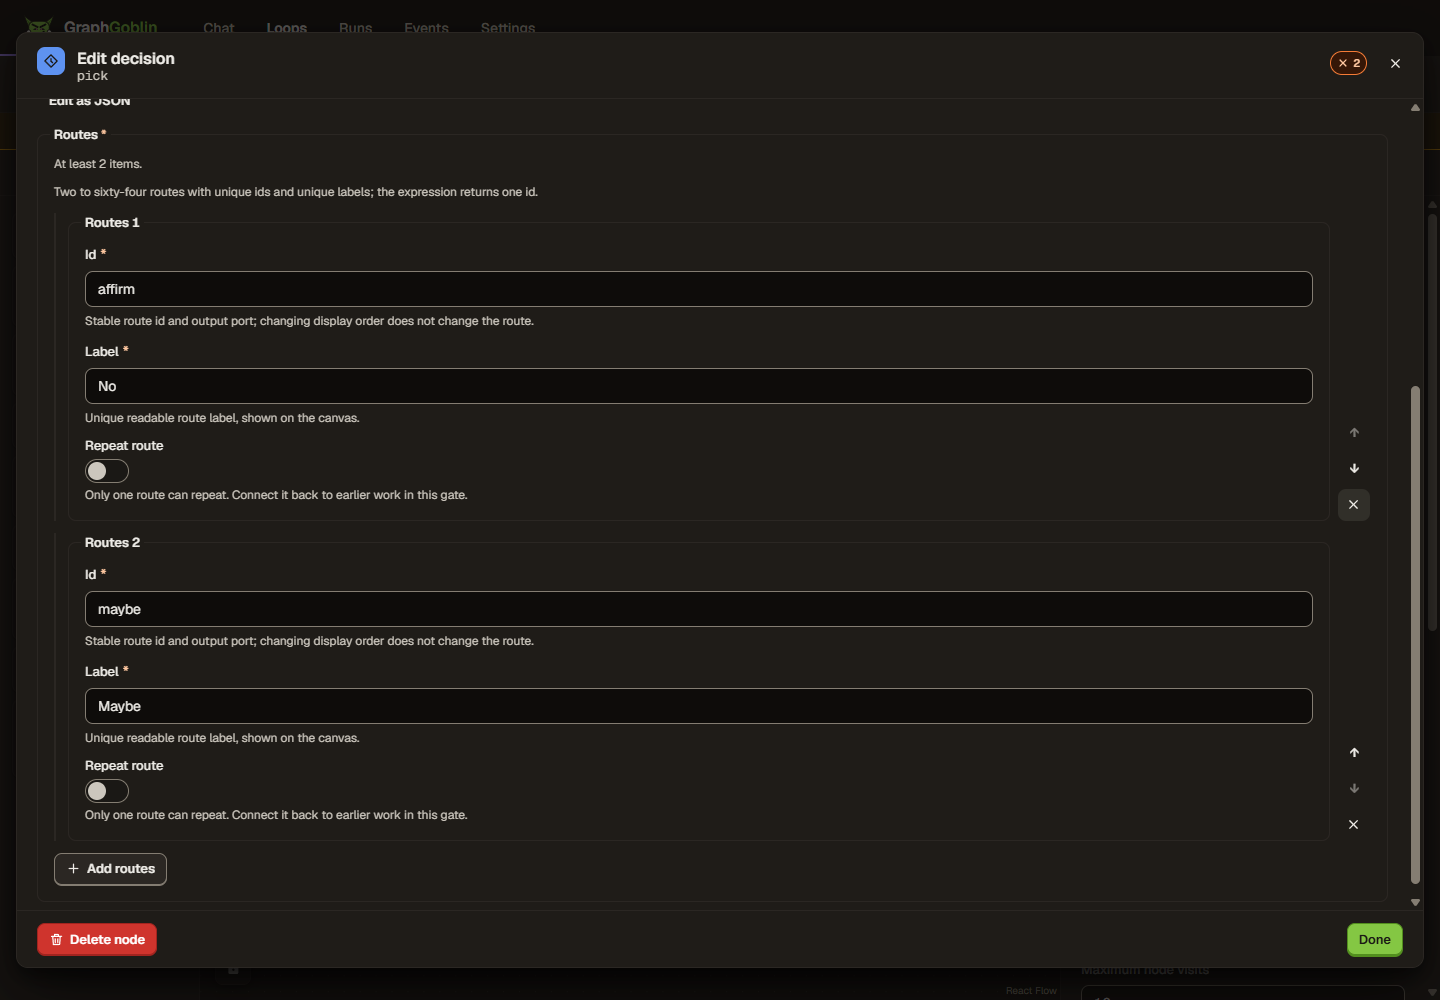 GraphGoblin
Chat
Loops
Runs
Events
Settings
Edit decision
pick
2
Edit as JSON
Routes *
At least 2 items.
Two to sixty-four routes with unique ids and unique labels; the expression returns one id.
Routes 1
Id *
affirm
Stable route id and output port; changing display order does not change the route.
Label *
No
Unique readable route label, shown on the canvas.
Repeat route
Only one route can repeat. Connect it back to earlier work in this gate.
Routes 2
Id *
maybe
Stable route id and output port; changing display order does not change the route.
Label *
Maybe
Unique readable route label, shown on the canvas.
Repeat route
Only one route can repeat. Connect it back to earlier work in this gate.
Add routes
Delete node
Done
Maximum node visits
React Flow